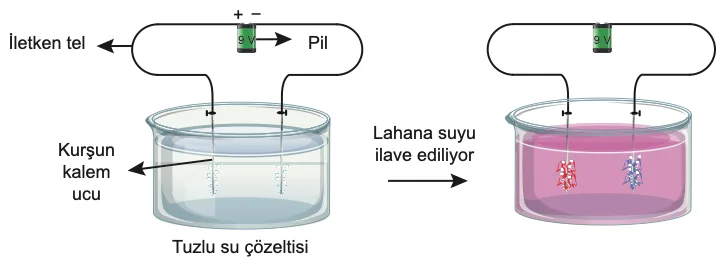 + −
İletken tel
9 V
Pil
Kurşun
kalem
ucu
Tuzlu su çözeltisi
Lahana suyu
ilave ediliyor
9 V